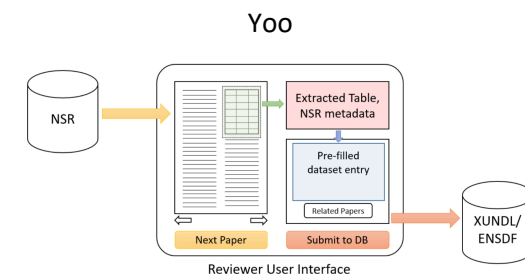 Yoo
NSR
Extracted Table,
NSR metadata
Pre-filled
dataset entry
Related Papers
Next Paper
Submit to DB
XUNDL/
ENSDF
Reviewer User Interface